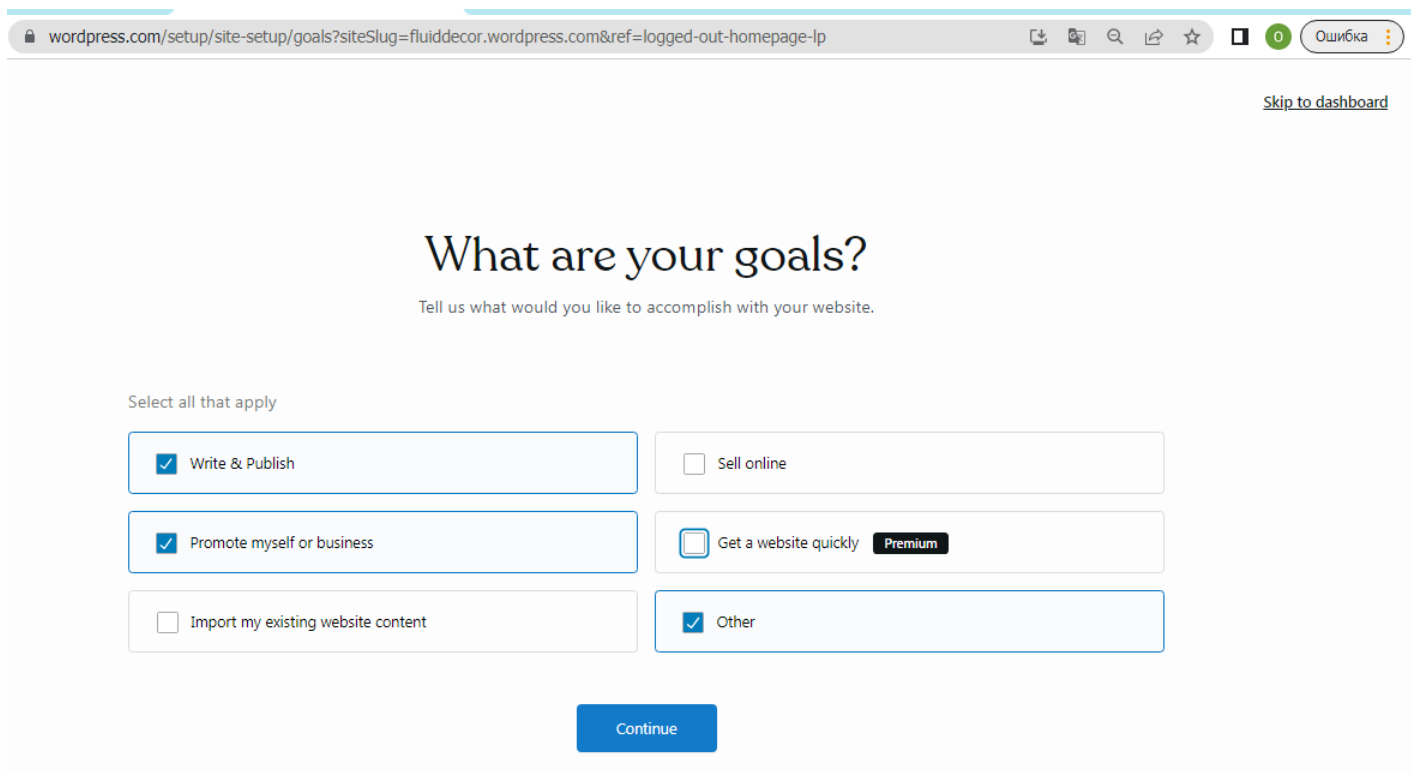 wordpress.com/setup/site-setup/goals?siteSlug=fluiddecor.wordpress.com&ref=logged-out-homepage-lp
O
Ошибка
Skip to dashboard
What are your goals?
Tell us what would you like to accomplish with your website.
Select all that apply
Write & Publish
Sell online
Promote myself or business
Get a website quickly Premium
Import my existing website content
Other
Continue